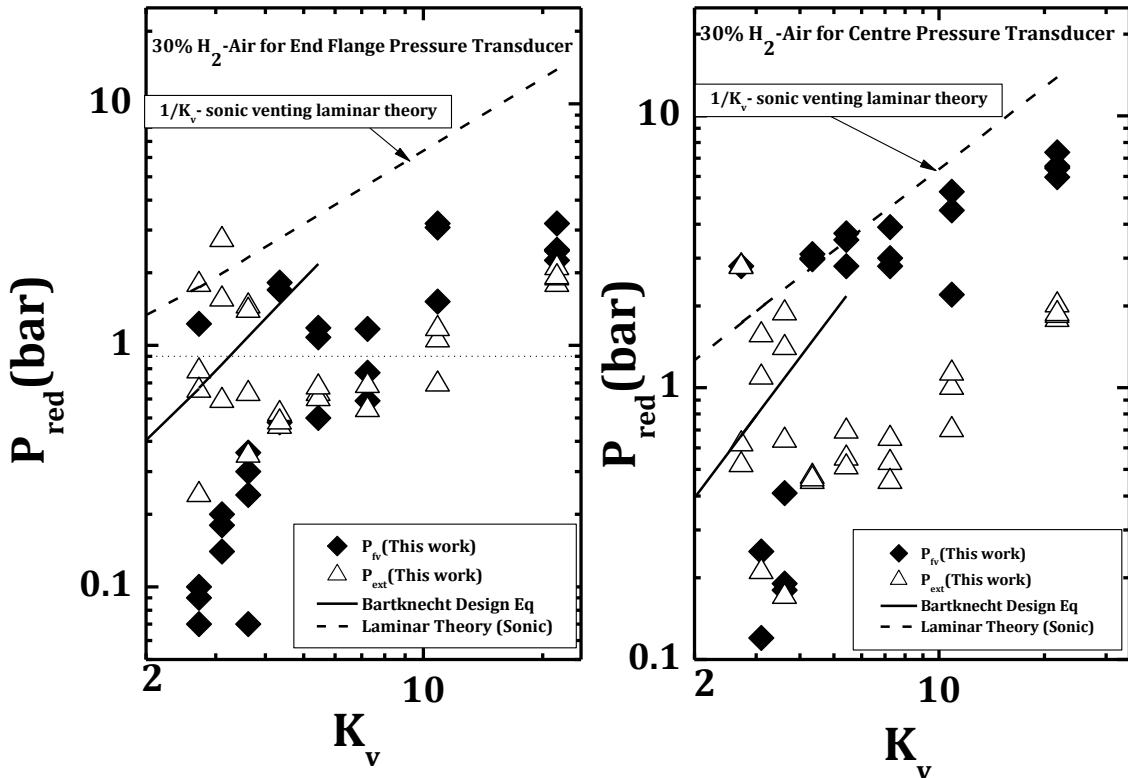 30% H2-Air for End Flange Pressure Transducer
1/Kv- sonic venting laminar theory
10
1
0.1
Pred(bar)
Pfv(This work)
Pext(This work)
Bartknecht Design Eq
Laminar Theory (Sonic)
2
10
Kv
30% H2-Air for Centre Pressure Transducer
1/Kv- sonic venting laminar theory
10
1
0.1
Pred(bar)
Pfv(This work)
Pext(This work)
Bartknecht Design Eq
Laminar Theory (Sonic)
2
10
Kv